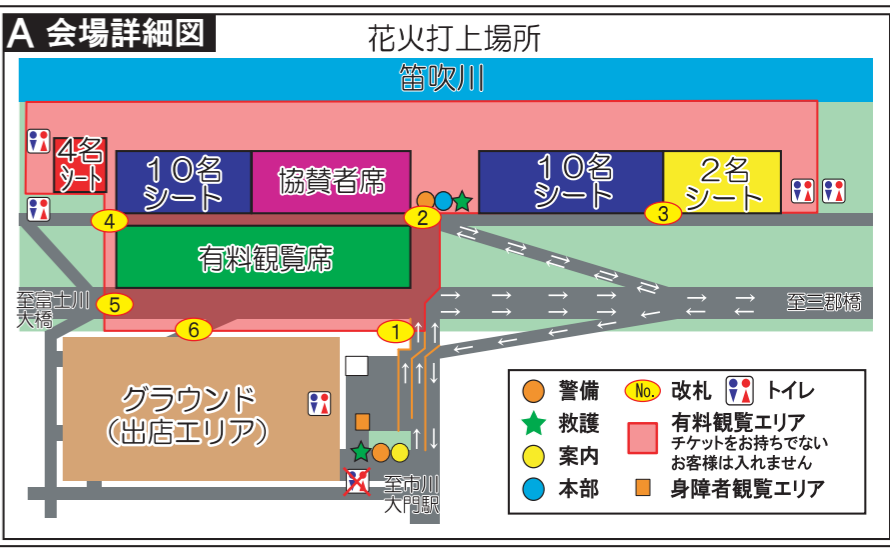 A 会場詳細図
花火打上場所
笛吹川
4名
シート
10名
シート
協賛者席
10名
シート
2名
シート
4
2
3
有料観覧席
至富士川
大橋
5
6
1
至三郡橋
グラウンド
(出店エリア)
至市川
大門駅
警備
No. 改札
トイレ
救護
有料観覧エリア
チケットをお持ちでない
お客様は入れません
案内
本部
身障者観覧エリア